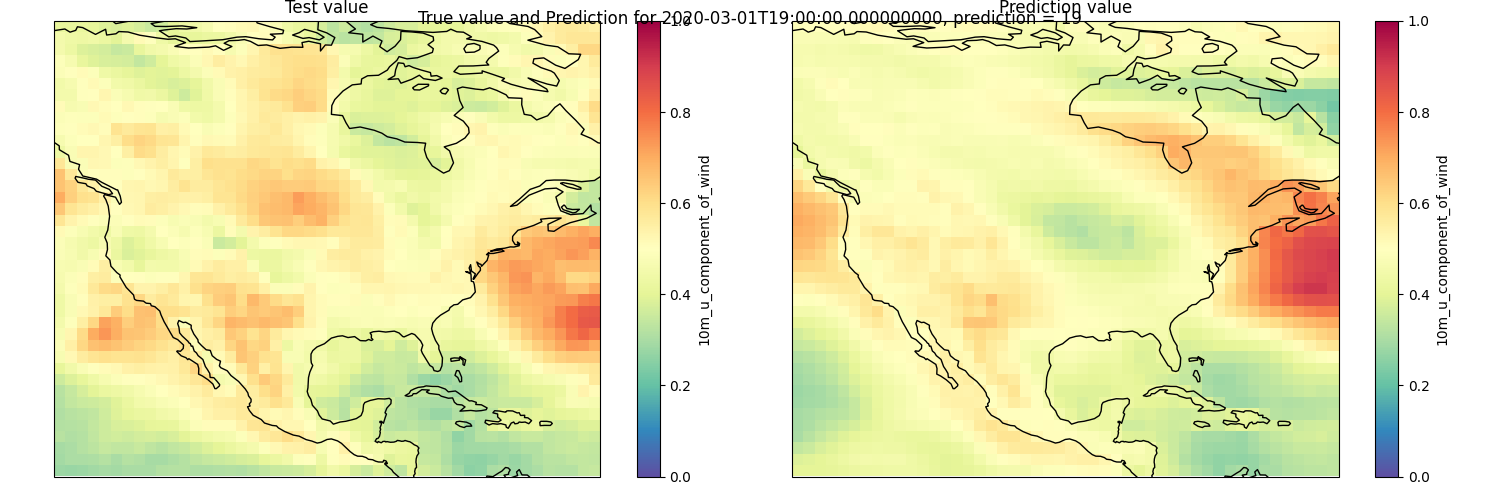 Test value
True value and Prediction for 2020-03-01T19:00:00.000000000, prediction = 19
Prediction value
1.0
0.8
0.6
0.4
0.2
0.0
10m_u_component_of_wind
1.0
0.8
0.6
0.4
0.2
0.0
10m_u_component_of_wind